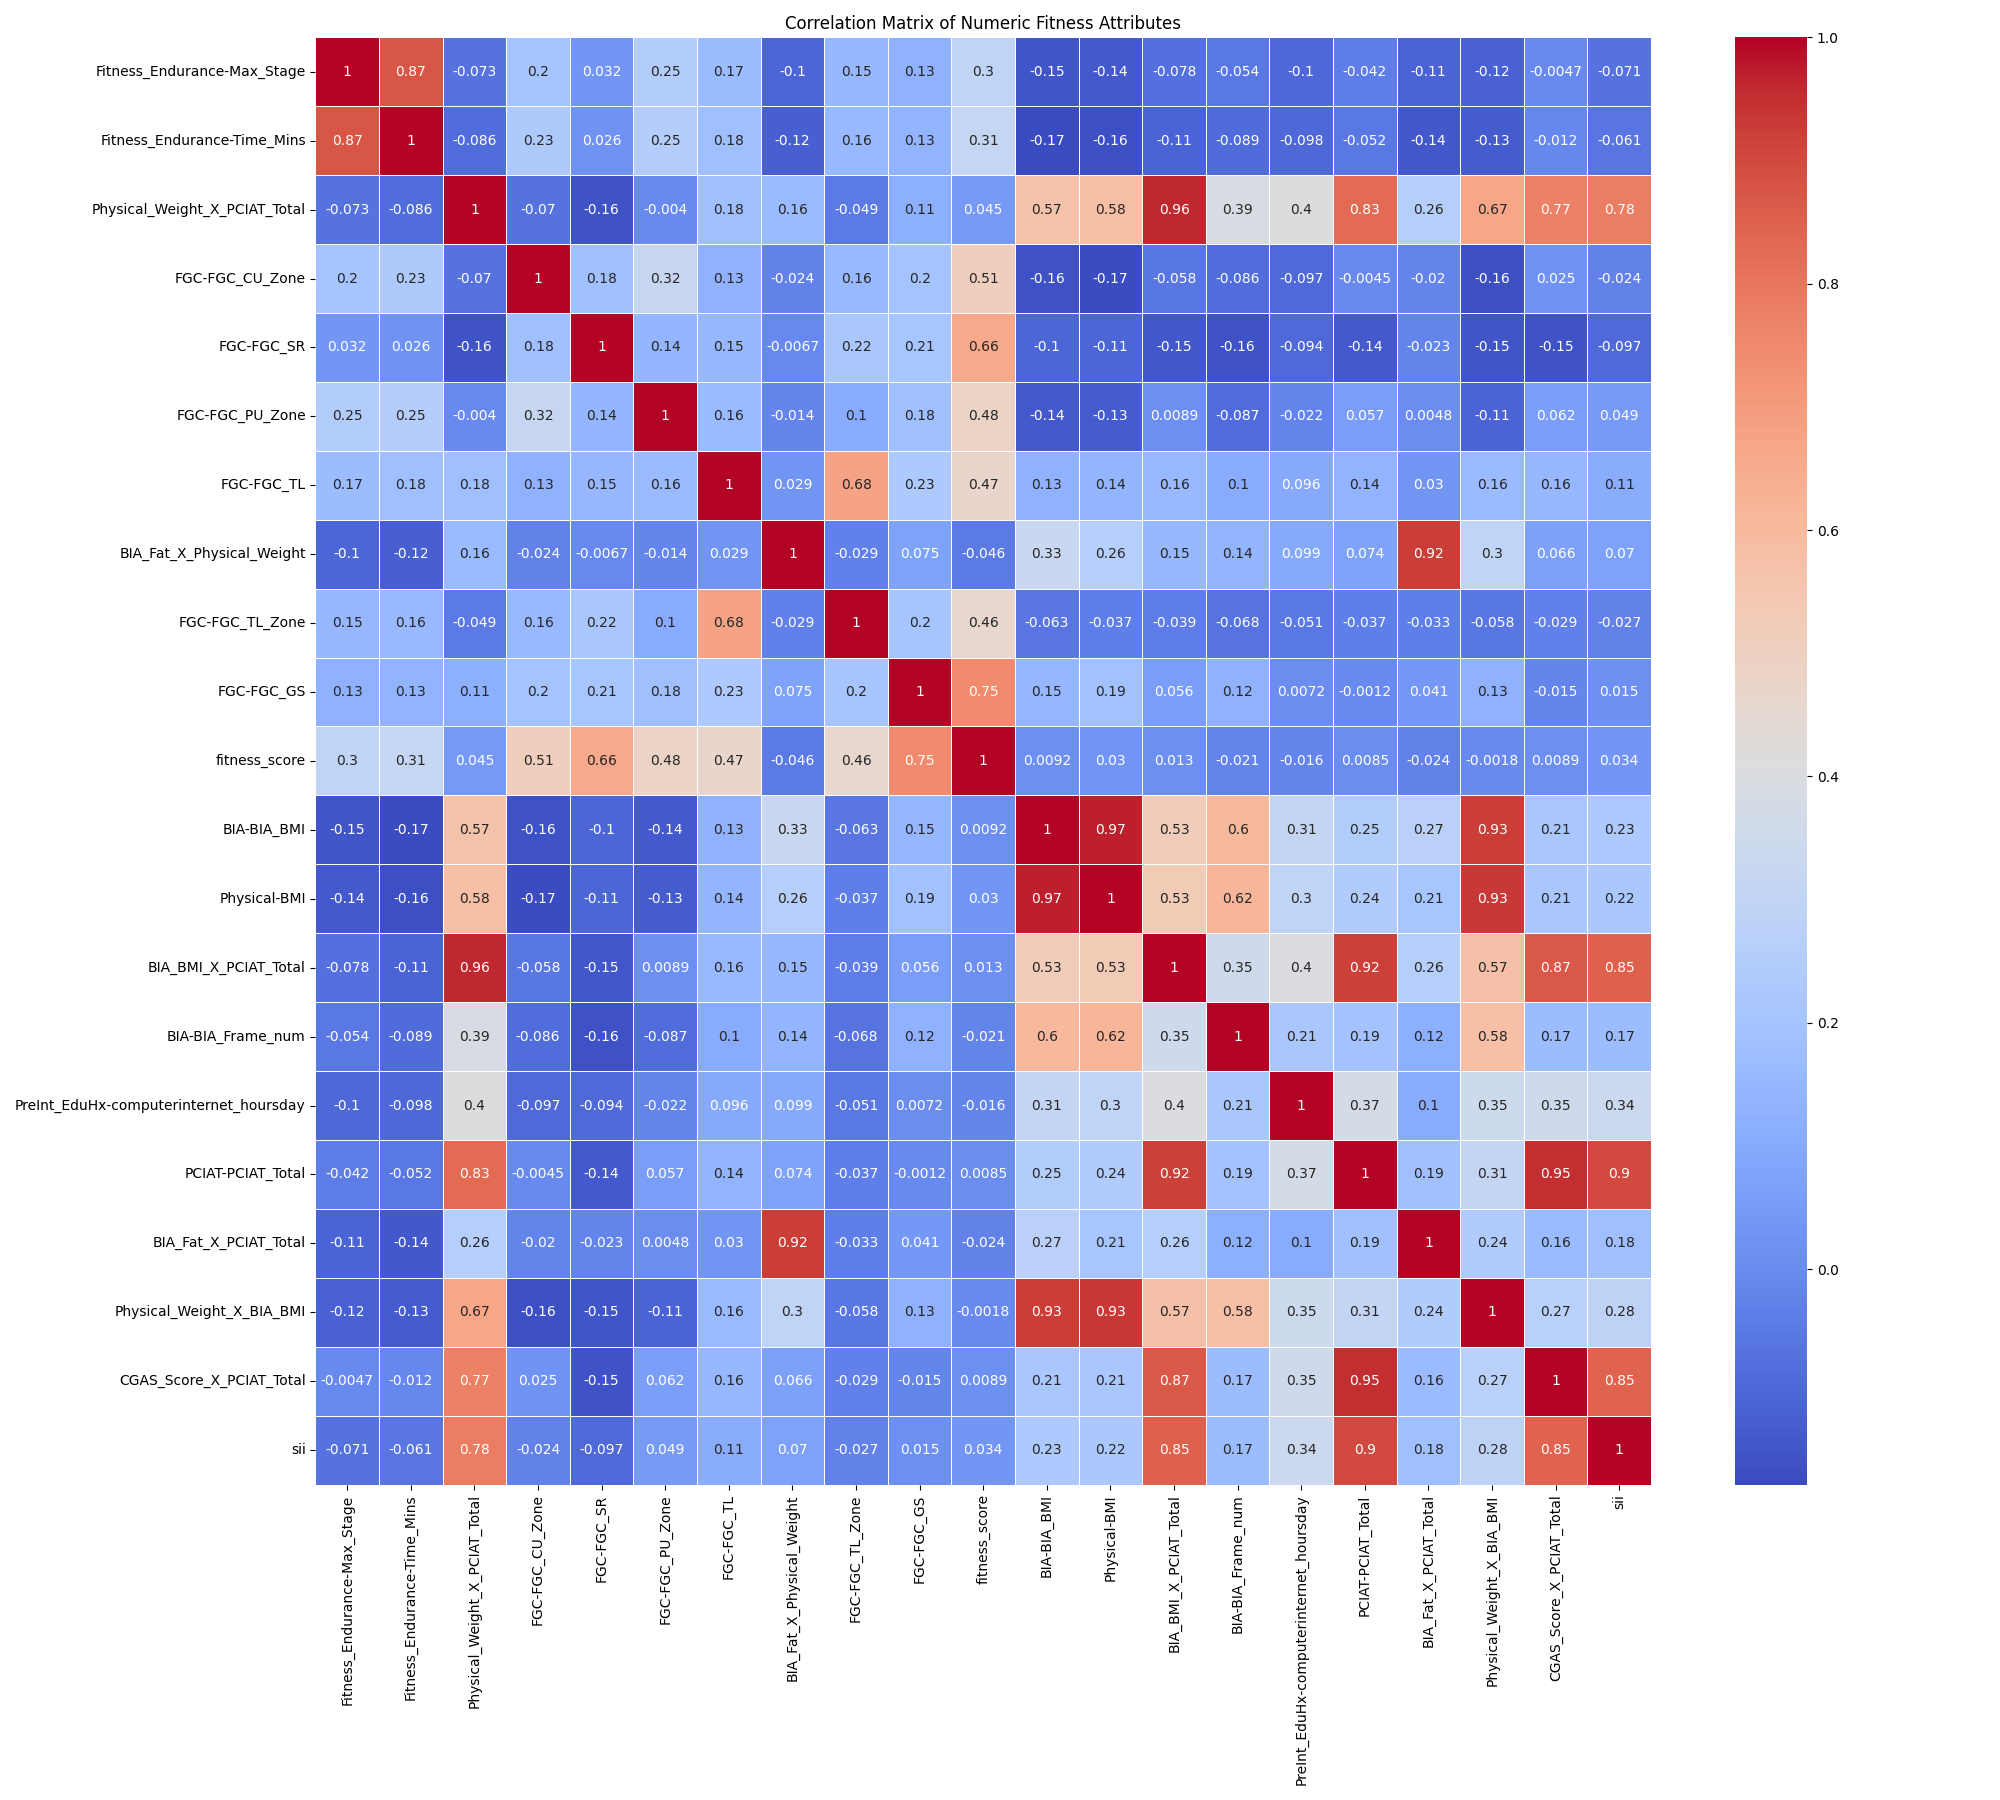 Correlation Matrix of Numeric Fitness Attributes
Fitness_Endurance-Max_Stage 1 0.87 -0.073 0.2 0.032 0.25 0.17 -0.1 0.15 0.13 0.3 -0.15 -0.14 -0.078 -0.054 -0.1 -0.042 -0.11 -0.12 -0.0047 -0.071
Fitness_Endurance-Time_Mins 0.87 1 -0.086 0.23 0.026 0.25 0.18 -0.12 0.16 0.13 0.31 -0.17 -0.16 -0.11 -0.089 -0.098 -0.052 -0.14 -0.13 -0.012 -0.061
Physical_Weight_X_PCIAT_Total -0.073 -0.086 1 -0.07 -0.16 -0.004 0.18 0.16 -0.049 0.11 0.045 0.57 0.58 0.96 0.39 0.4 0.83 0.26 0.67 0.77 0.78
FGC-FGC_CU_Zone 0.2 0.23 -0.07 1 0.18 0.32 0.13 -0.024 0.16 0.2 0.51 -0.16 -0.17 -0.058 -0.086 -0.097 -0.0045 -0.02 -0.16 0.025 -0.024
FGC-FGC_SR 0.032 0.026 -0.16 0.18 1 0.14 0.15 -0.0067 0.22 0.21 0.66 -0.1 -0.11 -0.15 -0.16 -0.094 -0.14 -0.023 -0.15 -0.15 -0.097
FGC-FGC_PU_Zone 0.25 0.25 -0.004 0.32 0.14 1 0.16 -0.014 0.1 0.18 0.48 -0.14 -0.13 0.0089 -0.087 -0.022 0.057 0.0048 -0.11 0.062 0.049
FGC-FGC_TL 0.17 0.18 0.18 0.13 0.15 0.16 1 0.029 0.68 0.23 0.47 0.13 0.14 0.16 0.1 0.096 0.14 0.03 0.16 0.16 0.11
BIA_Fat_X_Physical_Weight -0.1 -0.12 0.16 -0.024 -0.0067 -0.014 0.029 1 -0.029 0.075 -0.046 0.33 0.26 0.15 0.14 0.099 0.074 0.92 0.3 0.066 0.07
FGC-FGC_TL_Zone 0.15 0.16 -0.049 0.16 0.22 0.1 0.68 -0.029 1 0.2 0.46 -0.063 -0.037 -0.039 -0.068 -0.051 -0.037 -0.033 -0.058 -0.029 -0.027
FGC-FGC_GS 0.13 0.13 0.11 0.2 0.21 0.18 0.23 0.075 0.2 1 0.75 0.15 0.19 0.056 0.12 0.0072 -0.0012 0.041 0.13 -0.015 0.015
fitness_score 0.3 0.31 0.045 0.51 0.66 0.48 0.47 -0.046 0.46 0.75 1 0.0092 0.03 0.013 -0.021 -0.016 0.0085 -0.024 -0.0018 0.0089 0.034
BIA-BIA_BMI -0.15 -0.17 0.57 -0.16 -0.1 -0.14 0.13 0.33 -0.063 0.15 0.0092 1 0.97 0.53 0.6 0.31 0.25 0.27 0.93 0.21 0.23
Physical-BMI -0.14 -0.16 0.58 -0.17 -0.11 -0.13 0.14 0.26 -0.037 0.19 0.03 0.97 1 0.53 0.62 0.3 0.24 0.21 0.93 0.21 0.22
BIA_BMI_X_PCIAT_Total -0.078 -0.11 0.96 -0.058 -0.15 0.0089 0.16 0.15 -0.039 0.056 0.013 0.53 0.53 1 0.35 0.4 0.92 0.26 0.57 0.87 0.85
BIA-BIA_Frame_num -0.054 -0.089 0.39 -0.086 -0.16 -0.087 0.1 0.14 -0.068 0.12 -0.021 0.6 0.62 0.35 1 0.21 0.19 0.12 0.58 0.17 0.17
PreInt_EduHx-computerinternet_hoursday -0.1 -0.098 0.4 -0.097 -0.094 -0.022 0.096 0.099 -0.051 0.0072 -0.016 0.31 0.3 0.4 0.21 1 0.37 0.1 0.35 0.35 0.34
PCIAT-PCIAT_Total -0.042 -0.052 0.83 -0.0045 -0.14 0.057 0.14 0.074 -0.037 -0.0012 0.0085 0.25 0.24 0.92 0.19 0.37 1 0.19 0.31 0.95 0.9
BIA_Fat_X_PCIAT_Total -0.11 -0.14 0.26 -0.02 -0.023 0.0048 0.03 0.92 -0.033 0.041 -0.024 0.27 0.21 0.26 0.12 0.1 0.19 1 0.24 0.16 0.18
Physical_Weight_X_BIA_BMI -0.12 -0.13 0.67 -0.16 -0.15 -0.11 0.16 0.3 -0.058 0.13 -0.0018 0.93 0.93 0.57 0.58 0.35 0.31 0.24 1 0.27 0.28
CGAS_Score_X_PCIAT_Total -0.0047 -0.012 0.77 0.025 -0.15 0.062 0.16 0.066 -0.029 -0.015 0.0089 0.21 0.21 0.87 0.17 0.35 0.95 0.16 0.27 1 0.85
sii -0.071 -0.061 0.78 -0.024 -0.097 0.049 0.11 0.07 -0.027 0.015 0.034 0.23 0.22 0.85 0.17 0.34 0.9 0.18 0.28 0.85 1
Fitness_Endurance-Max_Stage
Fitness_Endurance-Time_Mins
Physical_Weight_X_PCIAT_Total
FGC-FGC_CU_Zone
FGC-FGC_SR
FGC-FGC_PU_Zone
FGC-FGC_TL
BIA_Fat_X_Physical_Weight
FGC-FGC_TL_Zone
FGC-FGC_GS
fitness_score
BIA-BIA_BMI
Physical-BMI
BIA_BMI_X_PCIAT_Total
BIA-BIA_Frame_num
PreInt_EduHx-computerinternet_hoursday
PCIAT-PCIAT_Total
BIA_Fat_X_PCIAT_Total
Physical_Weight_X_BIA_BMI
CGAS_Score_X_PCIAT_Total
sii
1.0
0.8
0.6
0.4
0.2
0.0